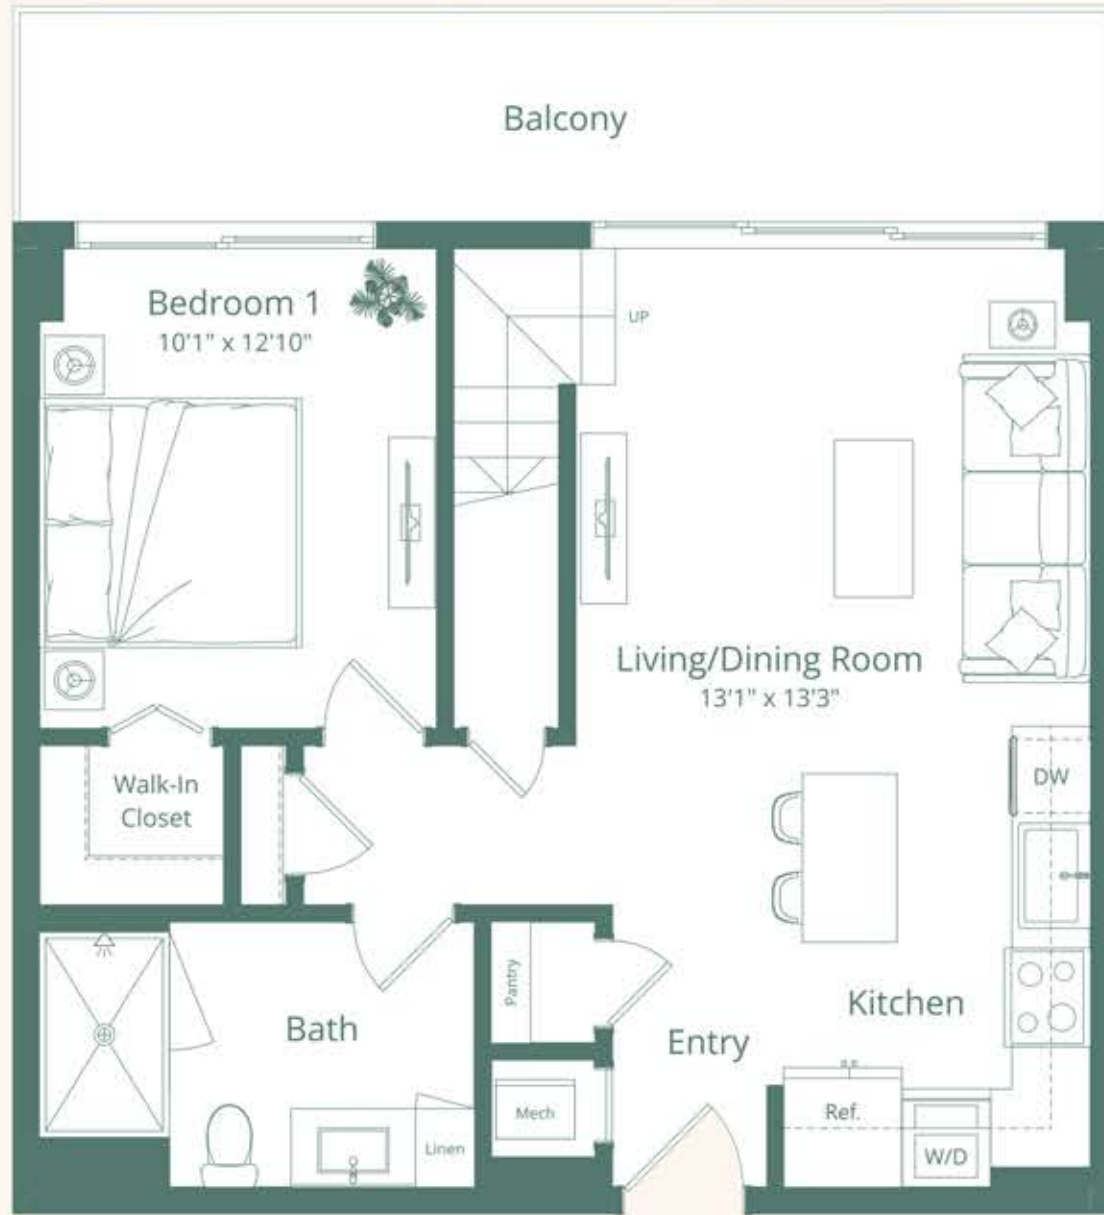 Balcony
Bedroom 1
10'1" x 12'10"
UP
Living/Dining Room
13'1" x 13'3"
Walk-In
Closet
DW
Pantry
Kitchen
Bath
Entry
Mech
Ref.
Linen
W/D